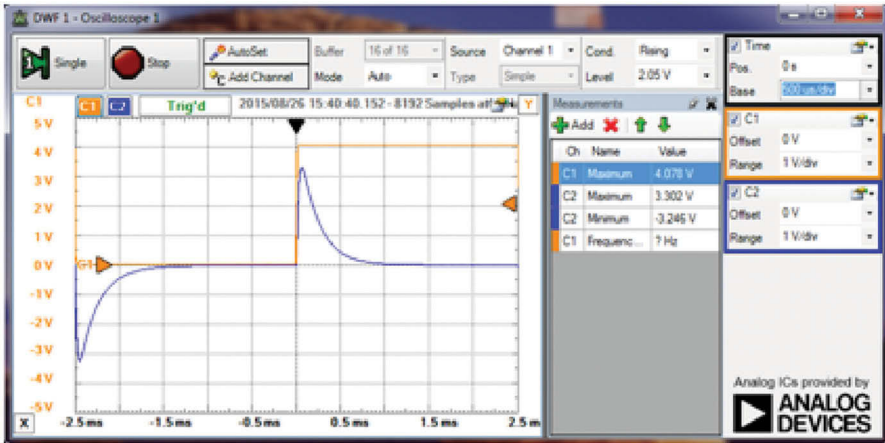 DWF 1 - Oscilloscope 1
Single
Stop
AutoSet
Add Channel
Buffer 16 of 16
Mode Auto
Source Channel 1
Type Simple
Cond. Rising
Level 2.05 V
Time
Pos. 0 s
Base 500 us/div
C1
Offset 0 V
Range 1 V/div
C2
Offset 0 V
Range 1 V/div
C1 C1 C2 Trig'd 2015/08/26 15:40:40.152 - 8192 Samples at Y
5 V
4 V
3 V
2 V
1 V
0 V
-1 V
-2 V
-3 V
-4 V
-5 V
X -2.5 ms -1.5 ms -0.5 ms 0.5 ms 1.5 ms 2.5 m
Measurements
Add
Ch Name Value
C1 Maximum 4.078 V
C2 Maximum 3.302 V
C2 Minimum -3.246 V
C1 Frequenc... ? Hz
Analog ICs provided by
ANALOG
DEVICES